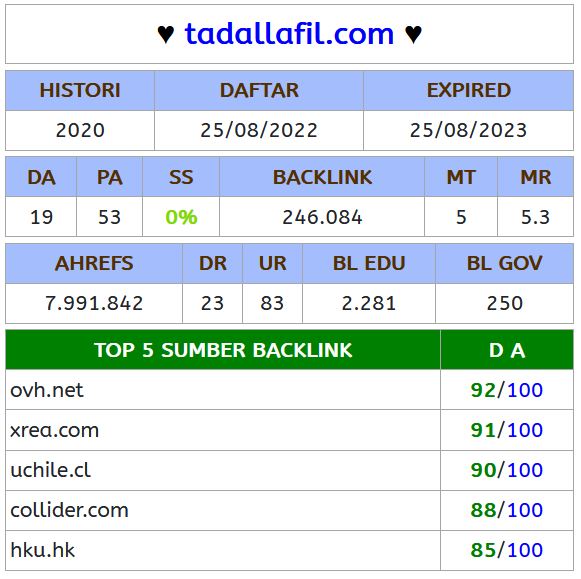 ♥ tadallafil.com ♥
HISTORI DAFTAR EXPIRED
2020 25/08/2022 25/08/2023
DA PA SS BACKLINK MT MR
19 53 0% 246.084 5 5.3
AHREFS DR UR BL EDU BL GOV
7.991.842 23 83 2.281 250
TOP 5 SUMBER BACKLINK D A
ovh.net 92/100
xrea.com 91/100
uchile.cl 90/100
collider.com 88/100
hku.hk 85/100